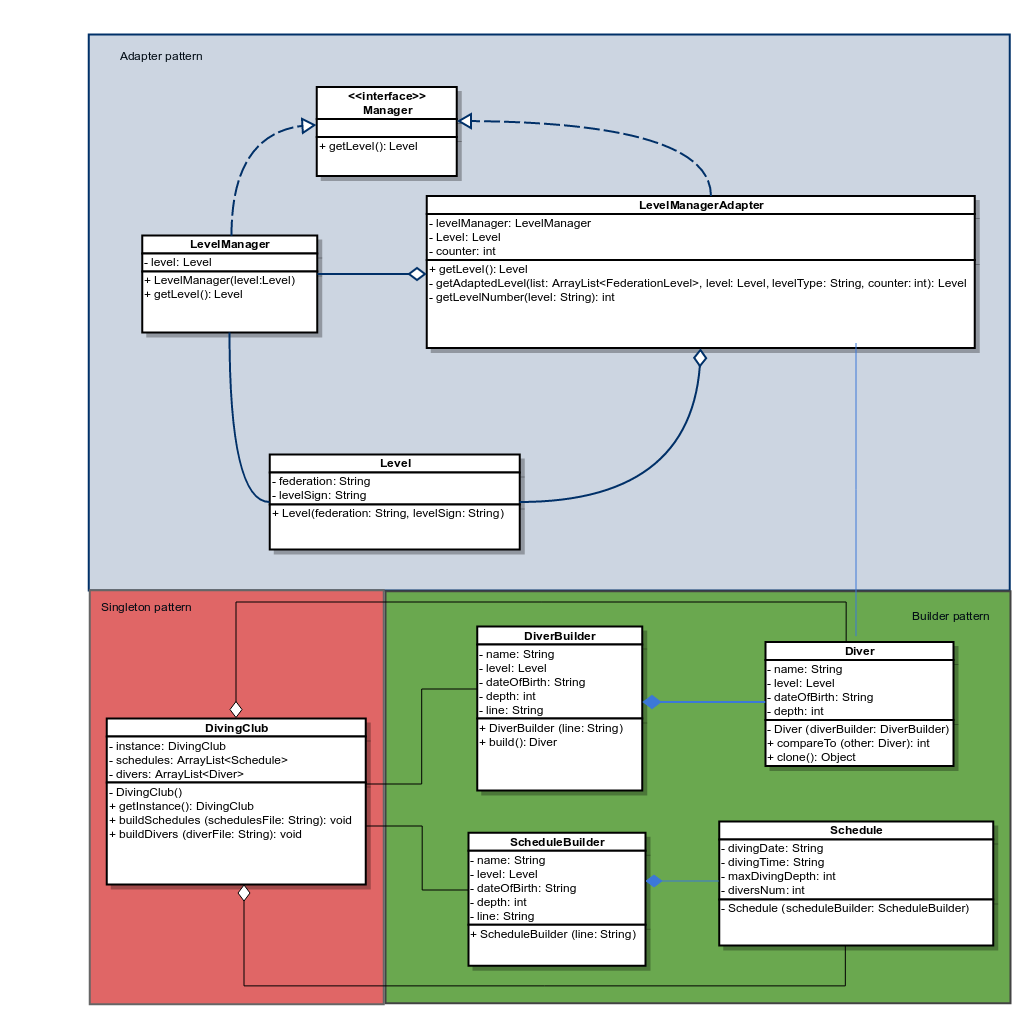 Adapter pattern
<<interface>>
Manager
+ getLevel(): Level
LevelManagerAdapter
- levelManager: LevelManager
- Level: Level
- counter: int
+ getLevel(): Level
- getAdaptedLevel(list: ArrayList<FederationLevel>, level: Level, levelType: String, counter: int): Level
- getLevelNumber(level: String): int
LevelManager
- level: Level
+ LevelManager(level:Level)
+ getLevel(): Level
Level
- federation: String
- levelSign: String
+ Level(federation: String, levelSign: String)
Singleton pattern
DivingClub
- instance: DivingClub
- schedules: ArrayList<Schedule>
- divers: ArrayList<Diver>
- DivingClub()
+ getInstance(): DivingClub
+ buildSchedules (schedulesFile: String): void
+ buildDivers (diverFile: String): void
Builder pattern
DiverBuilder
- name: String
- level: Level
- dateOfBirth: String
- depth: int
- line: String
+ DiverBuilder (line: String)
+ build(): Diver
Diver
- name: String
- level: Level
- dateOfBirth: String
- depth: int
- Diver (diverBuilder: DiverBuilder)
+ compareTo (other: Diver): int
+ clone(): Object
ScheduleBuilder
- name: String
- level: Level
- dateOfBirth: String
- depth: int
- line: String
+ ScheduleBuilder (line: String)
Schedule
- divingDate: String
- divingTime: String
- maxDivingDepth: int
- diversNum: int
- Schedule (scheduleBuilder: ScheduleBuilder)